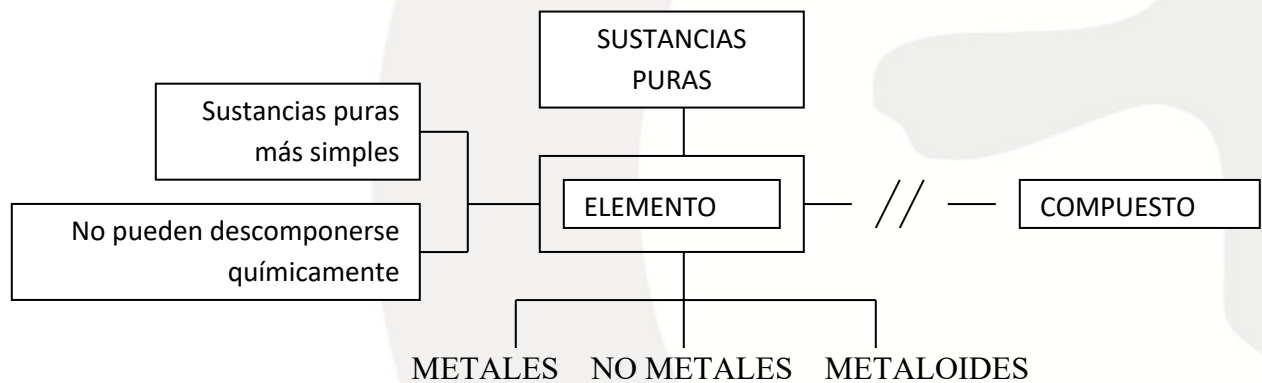 SUSTANCIAS
PURAS
Sustancias puras
más simples
No pueden descomponerse
químicamente
ELEMENTO
COMPUESTO
METALES NO METALES METALOIDES